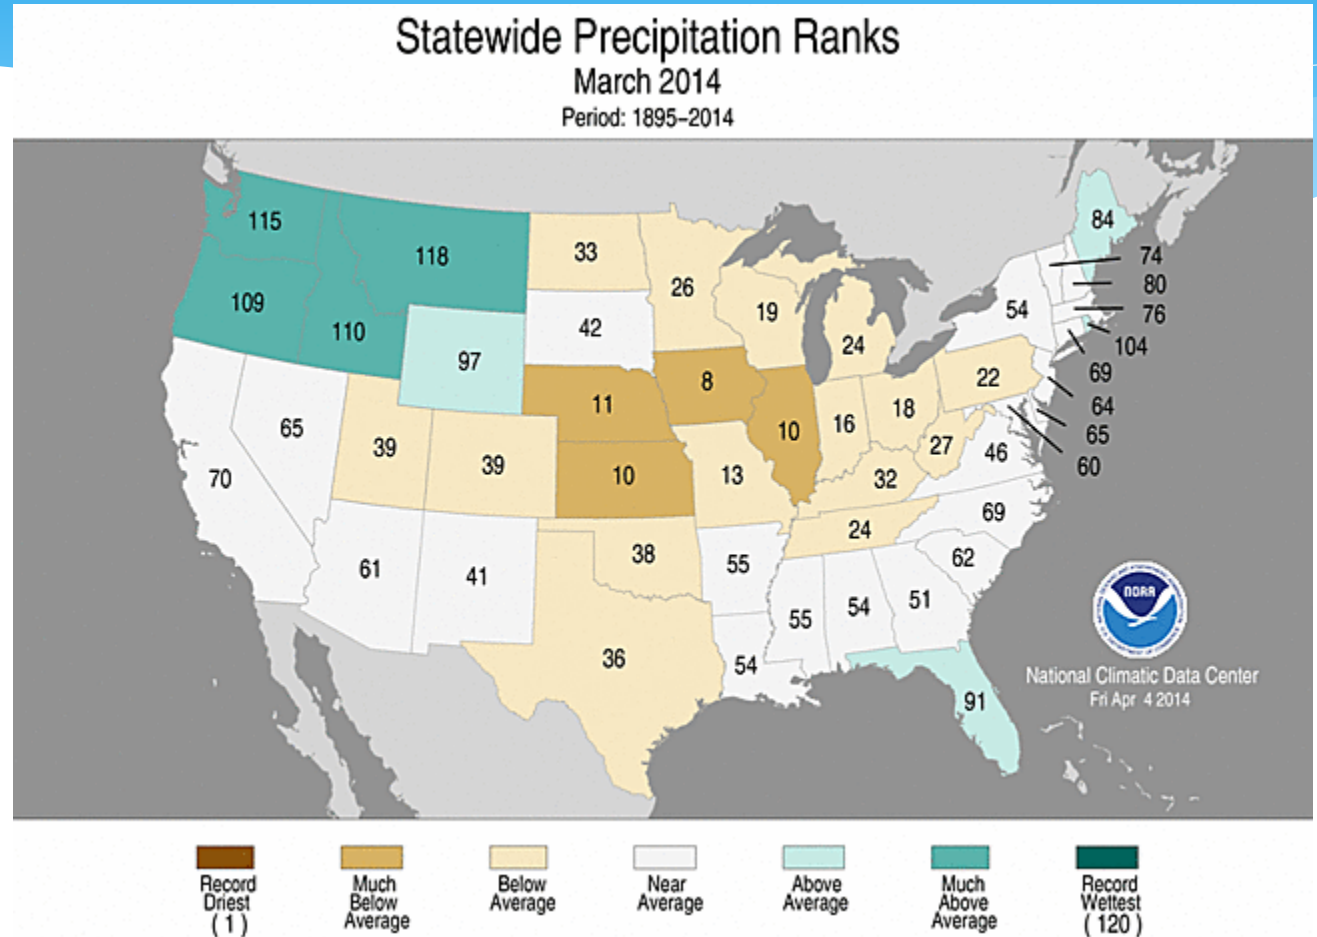 Statewide Precipitation Ranks
March 2014
Period: 1895–2014
115
118
109
110
97
33
42
26
19
24
84
74
80
76
104
69
64
65
60
54
22
8
11
10
10
16
18
27
46
32
13
39
39
65
70
61
41
38
36
55
54
55
54
51
62
69
24
91
NOAA
National Climatic Data Center
Fri Apr 4 2014
Record
Driest
( 1 )
Much
Below
Average
Below
Average
Near
Average
Above
Average
Much
Above
Average
Record
Wettest
( 120 )